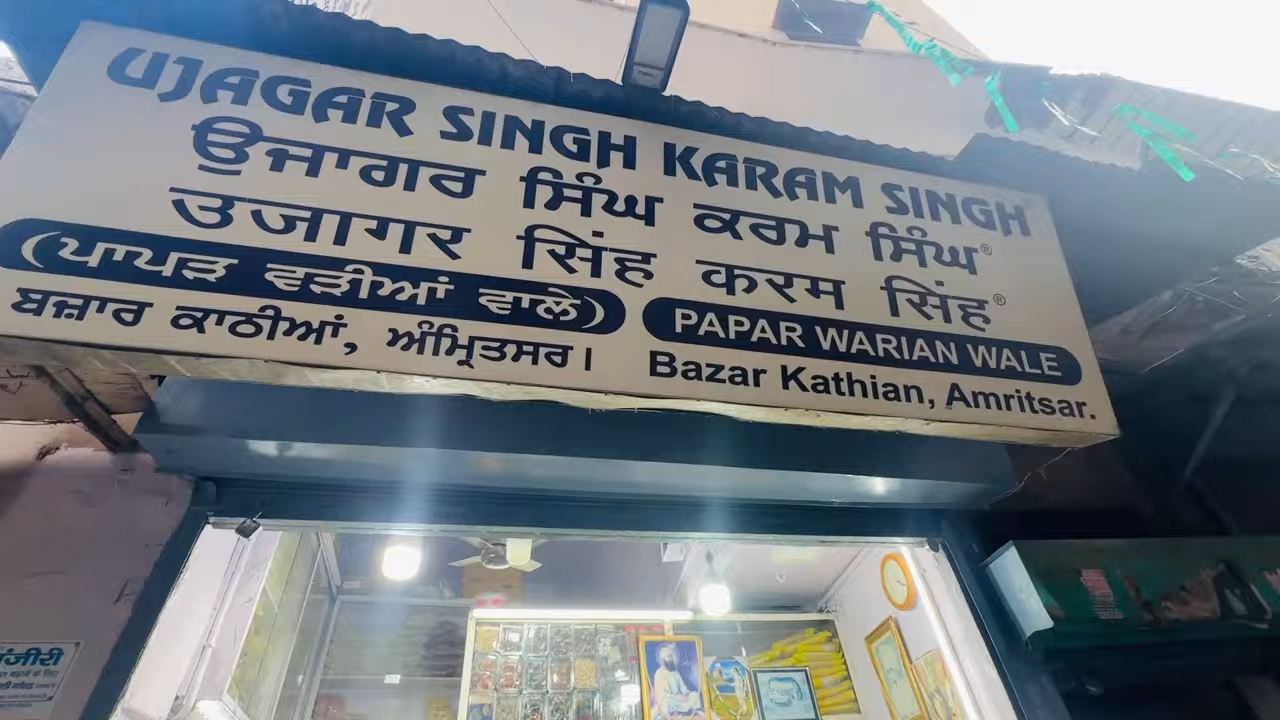 UJAGAR SINGH KARAM SINGH
ਉਜਾਗਰ ਸਿੰਘ ਕਰਮ ਸਿੰਘ®
उजागर सिंह करम सिंह®
(ਪਾਪੜ ਵੜੀਆਂ ਵਾਲੇ) PAPAR WARIAN WALE
ਬਜ਼ਾਰ ਕਾਠੀਆਂ, ਅੰਮ੍ਰਿਤਸਰ। Bazar Kathian, Amritsar.